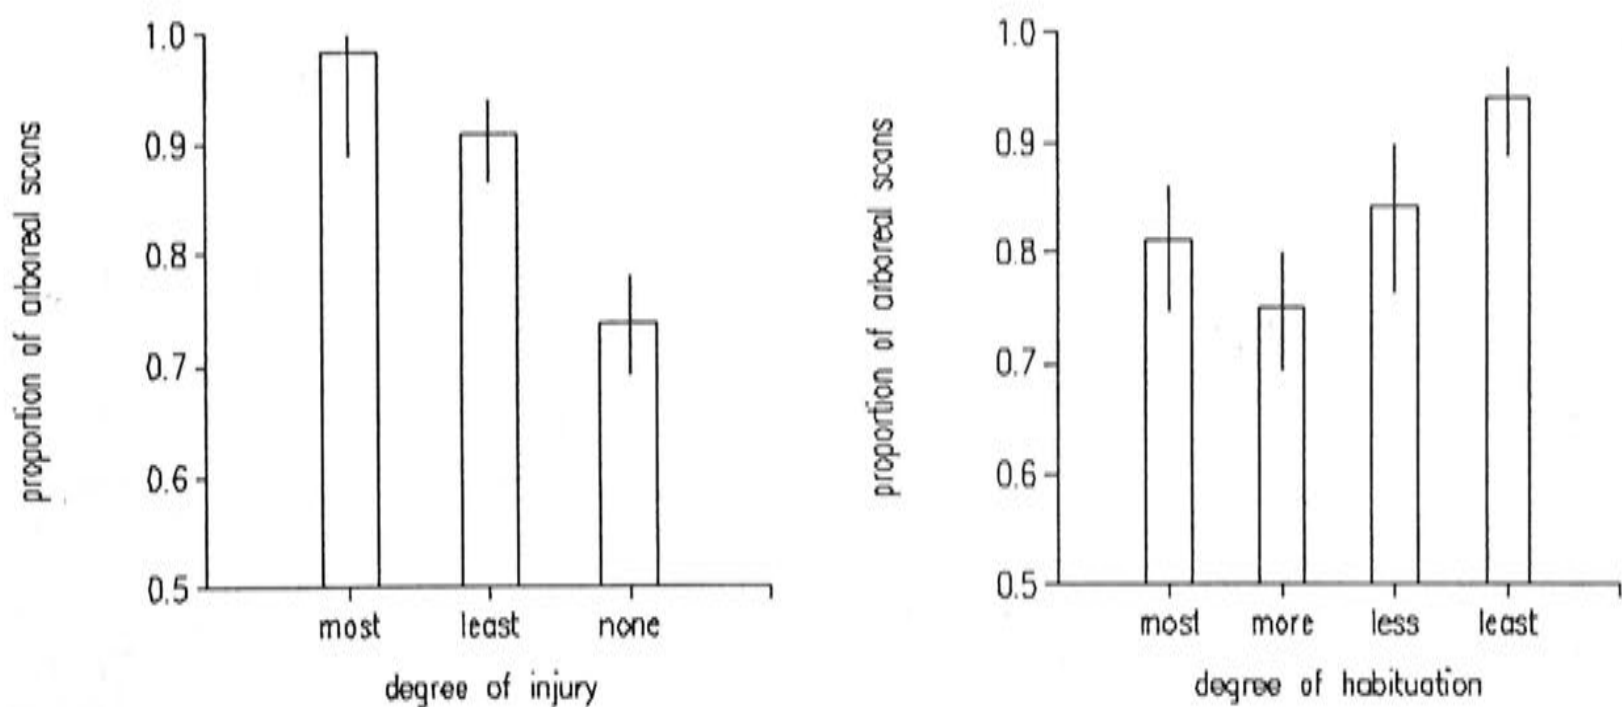 proportion of arboreal scans
1.0
0.9
0.8
0.7
0.6
0.5
most least none
degree of injury
proportion of arboreal scans
1.0
0.9
0.8
0.7
0.6
0.5
most more less least
degree of habituation